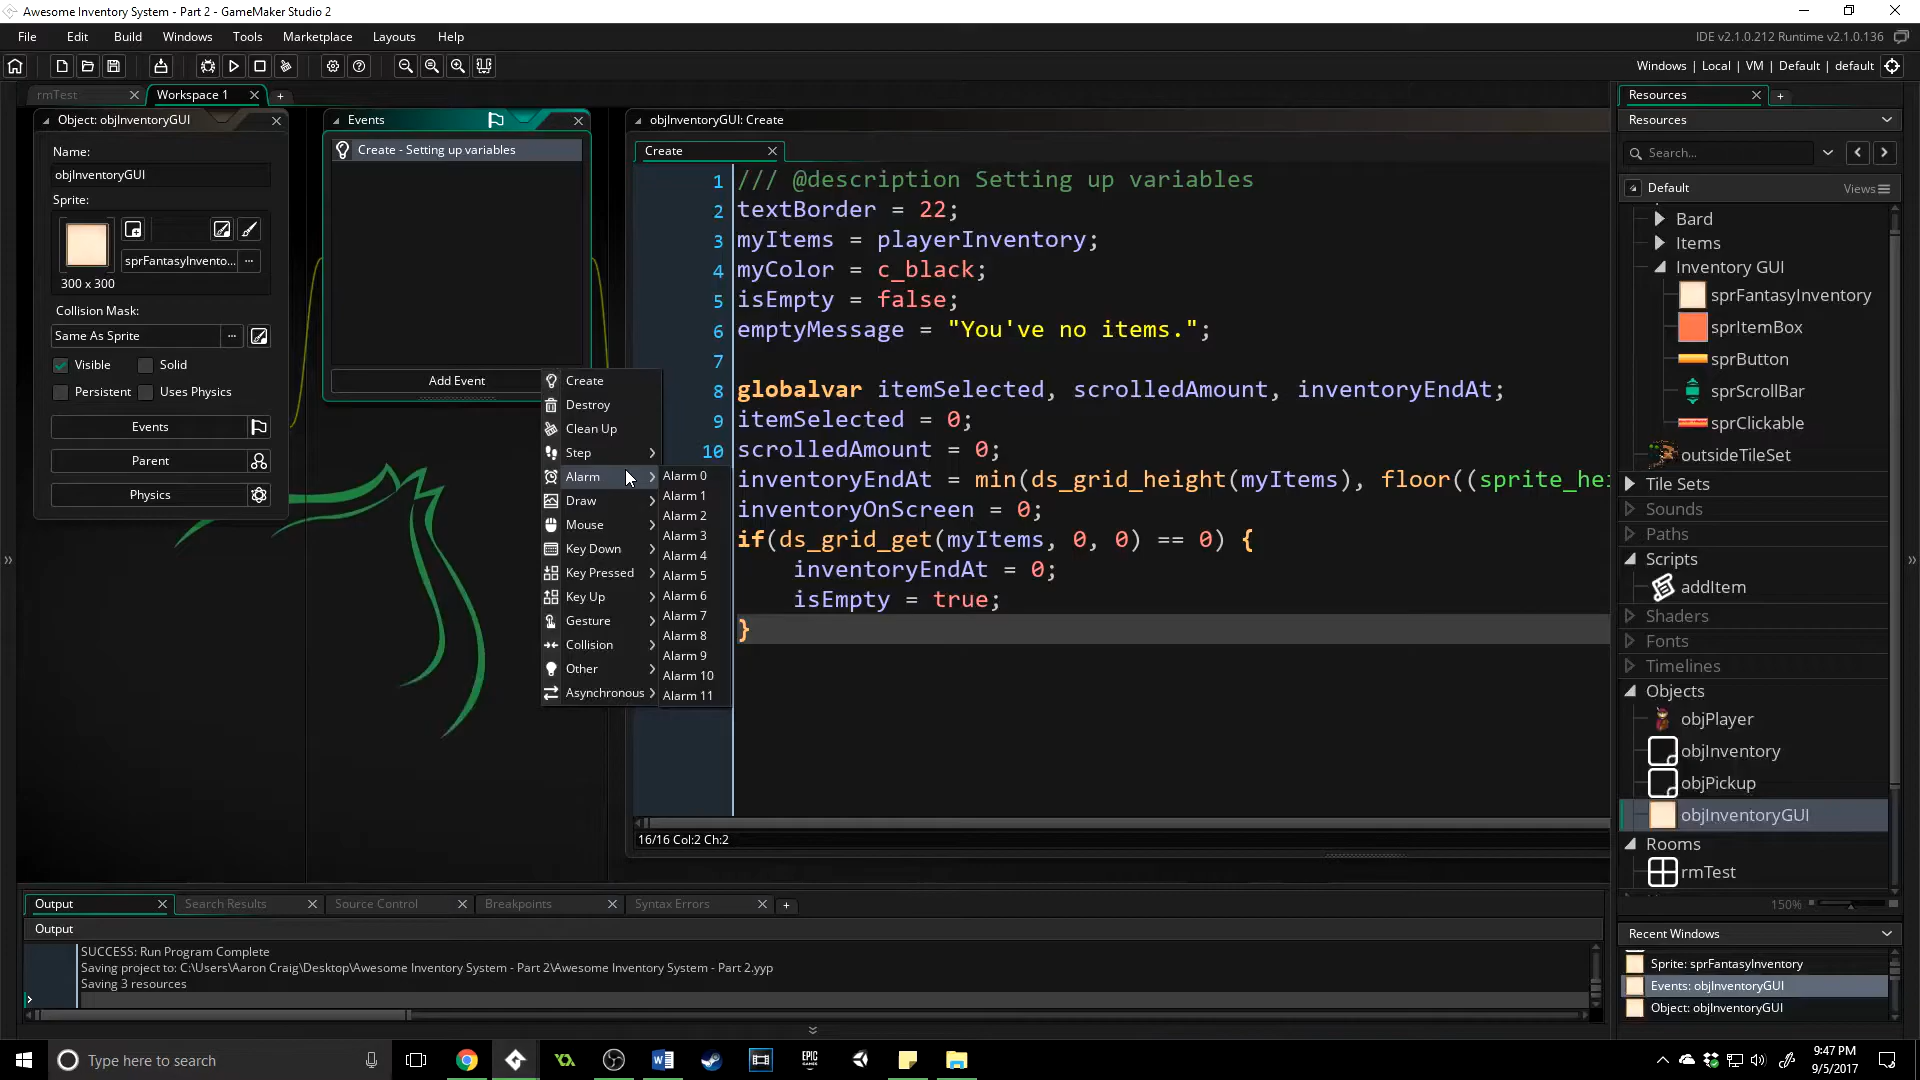 Awesome Inventory System - Part 2 - GameMaker Studio 2
File Edit Build Windows Tools Marketplace Layouts Help
IDE v2.1.0.212 Runtime v2.1.0.136
Windows | Local | VM | Default | default
rmTest
Workspace 1
Object: objInventoryGUI
Name:
objInventoryGUI
Sprite:
sprFantasyInvento...
300 x 300
Collision Mask:
Same As Sprite
Visible Solid
Persistent Uses Physics
Events
Parent
Physics
Events
Create - Setting up variables
Add Event
Create
Destroy
Clean Up
Step
Alarm
Draw
Mouse
Key Down
Key Pressed
Key Up
Gesture
Collision
Other
Asynchronous
Alarm 0
Alarm 1
Alarm 2
Alarm 3
Alarm 4
Alarm 5
Alarm 6
Alarm 7
Alarm 8
Alarm 9
Alarm 10
Alarm 11
objInventoryGUI: Create
Create
1 /// @description Setting up variables
2 textBorder = 22;
3 myItems = playerInventory;
4 myColor = c_black;
5 isEmpty = false;
6 emptyMessage = "You've no items.";
7
8 globalvar itemSelected, scrolledAmount, inventoryEndAt;
9 itemSelected = 0;
10 scrolledAmount = 0;
inventoryEndAt = min(ds_grid_height(myItems), floor((sprite_hei
inventoryOnScreen = 0;
if(ds_grid_get(myItems, 0, 0) == 0) {
inventoryEndAt = 0;
isEmpty = true;
}
16/16 Col:2 Ch:2
Resources
Resources
Search...
Default
Views
Bard
Items
Inventory GUI
sprFantasyInventory
sprItemBox
sprButton
sprScrollBar
sprClickable
outsideTileSet
Tile Sets
Sounds
Paths
Scripts
addItem
Shaders
Fonts
Timelines
Objects
objPlayer
objInventory
objPickup
objInventoryGUI
Rooms
rmTest
150%
Recent Windows
Sprite: sprFantasyInventory
Events: objInventoryGUI
Object: objInventoryGUI
Output Search Results Source Control Breakpoints Syntax Errors
Output
SUCCESS: Run Program Complete
Saving project to: C:\Users\Aaron Craig\Desktop\Awesome Inventory System - Part 2\Awesome Inventory System - Part 2.yyp
Saving 3 resources
Type here to search
EPIC
GAMES
9:47 PM
9/5/2017